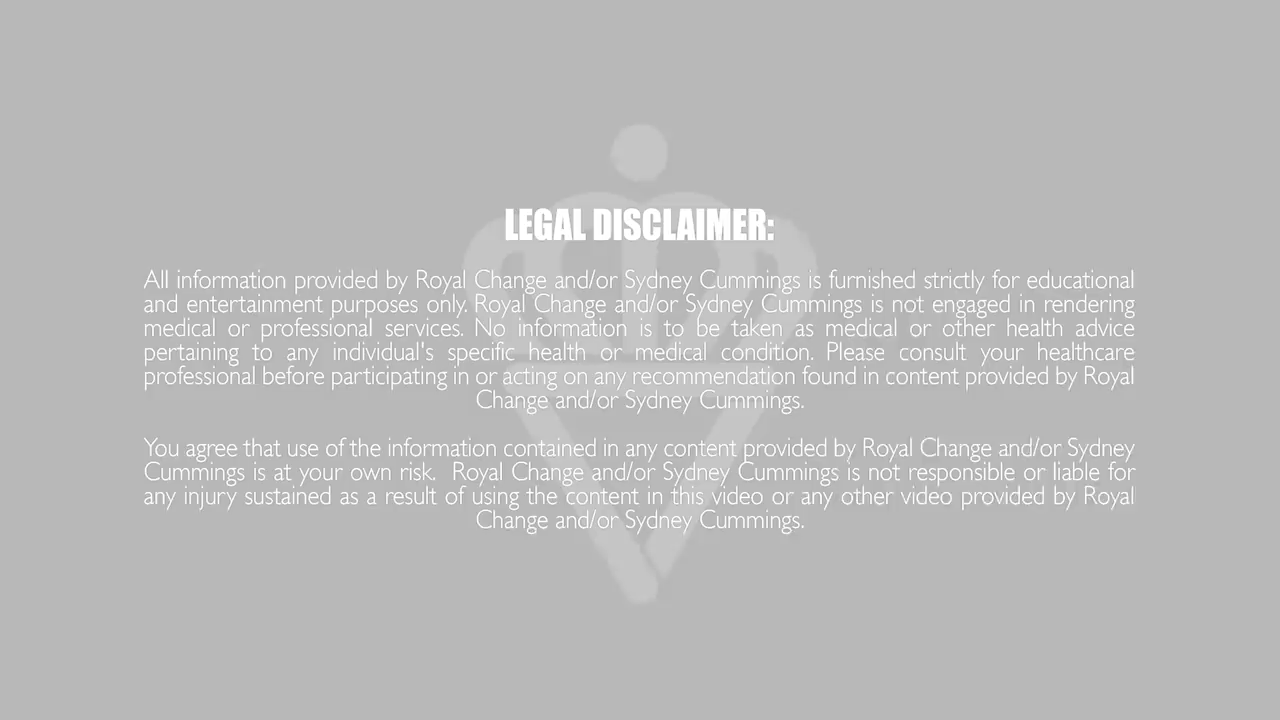 LEGAL DISCLAIMER:
All information provided by Royal Change and/or Sydney Cummings is furnished strictly for educational
and entertainment purposes only. Royal Change and/or Sydney Cummings is not engaged in rendering
medical or professional services. No information is to be taken as medical or other health advice
pertaining to any individual's specific health or medical condition. Please consult your healthcare
professional before participating in or acting on any recommendation found in content provided by Royal
Change and/or Sydney Cummings.
You agree that use of the information contained in any content provided by Royal Change and/or Sydney
Cummings is at your own risk.  Royal Change and/or Sydney Cummings is not responsible or liable for
any injury sustained as a result of using the content in this video or any other video provided by Royal
Change and/or Sydney Cummings.